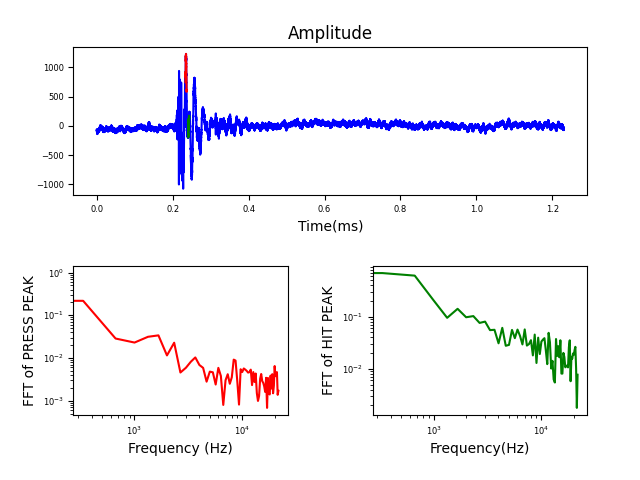 Amplitude
1000
500
0
−500
−1000
0.0 0.2 0.4 0.6 0.8 1.0 1.2
Time(ms)
FFT of PRESS PEAK
10⁰
10⁻¹
10⁻²
10⁻³
10³ 10⁴
Frequency (Hz)
FFT of HIT PEAK
10⁻¹
10⁻²
10³ 10⁴
Frequency(Hz)